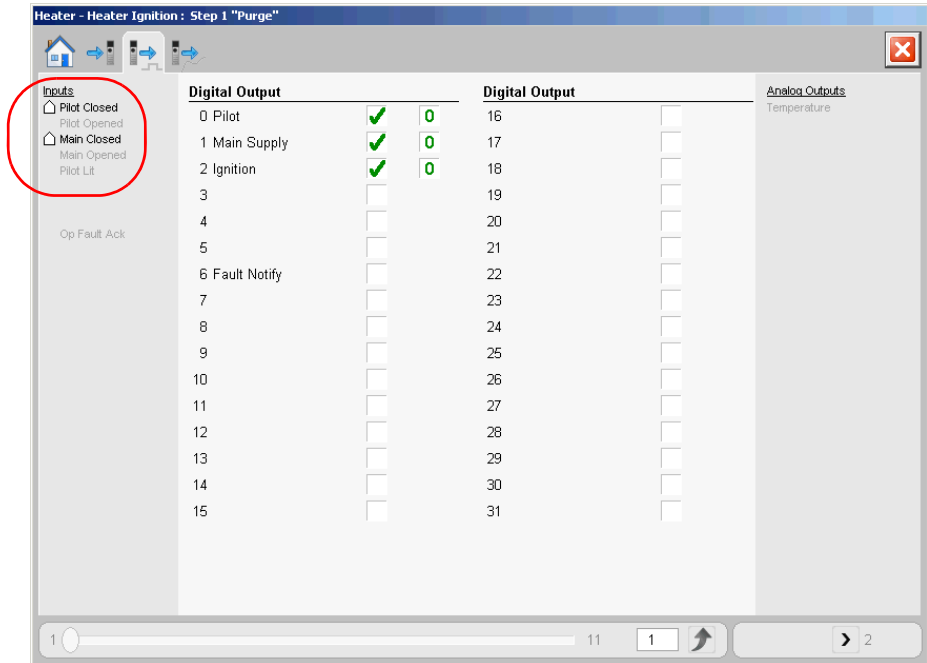 Heater - Heater Ignition : Step 1 "Purge"
Inputs
Pilot Closed
Pilot Opened
Main Closed
Main Opened
Pilot Lit
Op Fault Ack
Digital Output
0 Pilot 0
1 Main Supply 0
2 Ignition 0
3
4
5
6 Fault Notify
7
8
9
10
11
12
13
14
15
Digital Output
16
17
18
19
20
21
22
23
24
25
26
27
28
29
30
31
Analog Outputs
Temperature
1 11 1 2